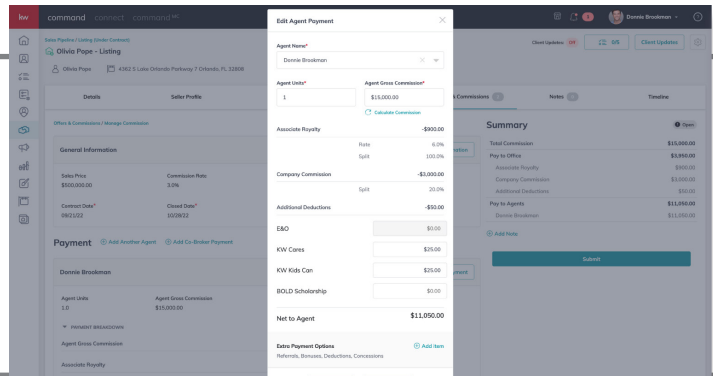 kw command connect command MC
Donnie Brookman
Sales Pipeline / Listing (Under Contract)
Olivia Pope - Listing
Client Updates: Off
0/5
Client Updates
Olivia Pope
4362 S Lake Orlando Parkway 7 Orlando, FL 32808
Details
Seller Profile
& Commissions
Notes
Timeline
Offers & Commissions / Manage Commission
General Information
Sales Price
Commission Rate
$500,000.00
3.0%
Contract Date*
Closed Date*
09/21/22
10/28/22
Payment
Add Another Agent
Add Co-Broker Payment
Donnie Brookman
Agent Units
Agent Gross Commission
1.0
$15,000.00
PAYMENT BREAKDOWN
Agent Gross Commission
Associate Royalty
Edit Agent Payment
Agent Name*
Donnie Brookman
Agent Units*
Agent Gross Commission*
1
$15,000.00
Calculate Commission
Associate Royalty -$900.00
Rate 6.0%
Split 100.0%
Company Commission -$3,000.00
Split 20.0%
Additional Deductions -$50.00
E&O $0.00
KW Cares $25.00
KW Kids Can $25.00
BOLD Scholarship $0.00
Net to Agent $11,050.00
Extra Payment Options
Add Item
Referrals, Bonuses, Deductions, Concessions
Summary
Open
Total Commission $15,000.00
Pay to Office $3,950.00
Associate Royalty $900.00
Company Commission $3,000.00
Additional Deductions $50.00
Pay to Agents $11,050.00
Donnie Brookman $11,050.00
Add Note
Submit